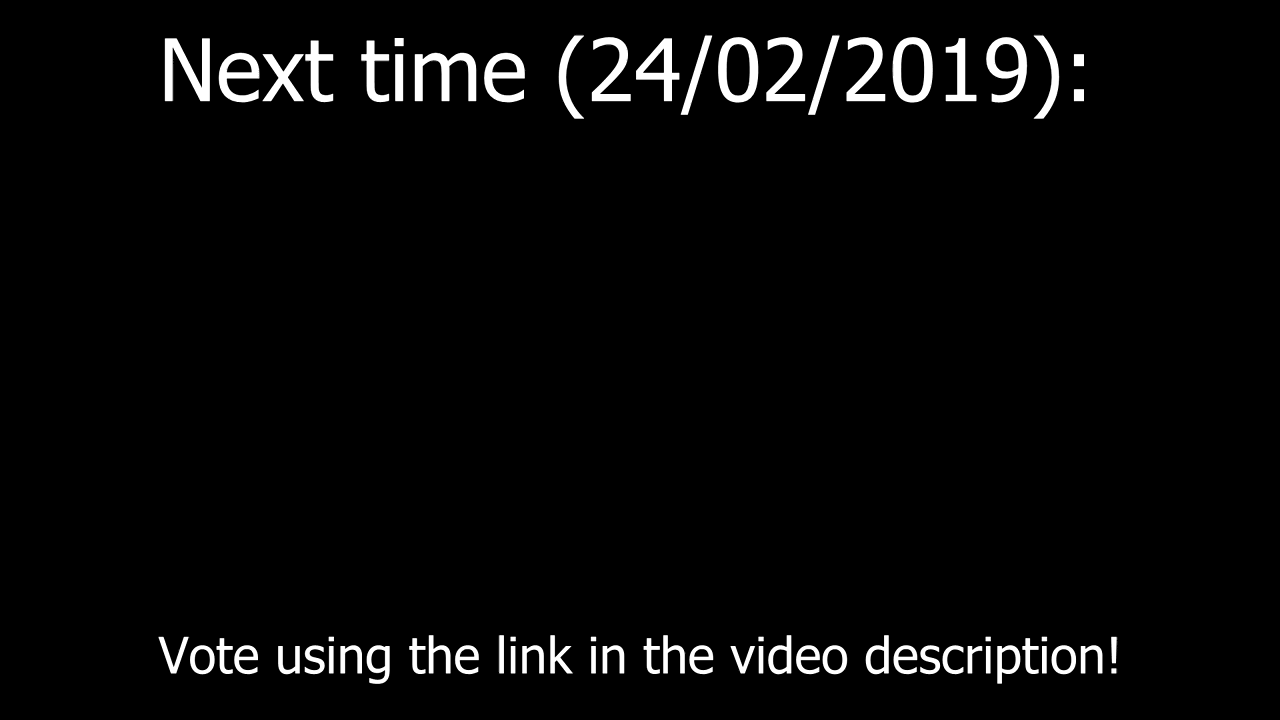 Next time (24/02/2019):
Vote using the link in the video description!